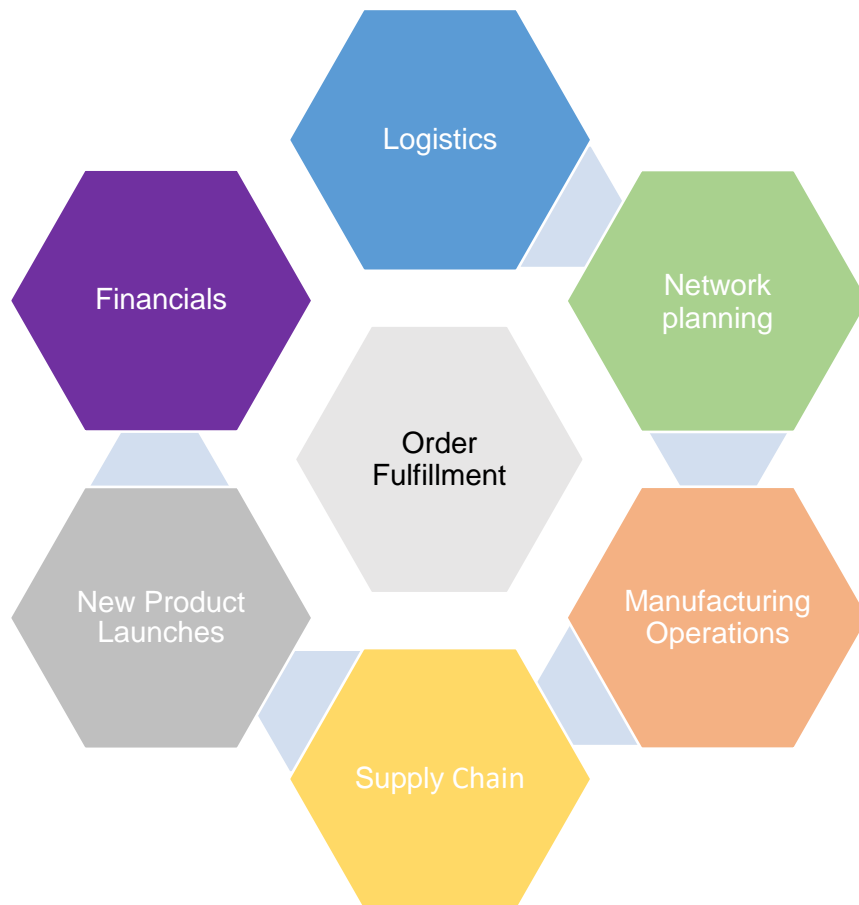 Logistics
Financials
Network
planning
Order
Fulfillment
New Product
Launches
Manufacturing
Operations
Supply Chain